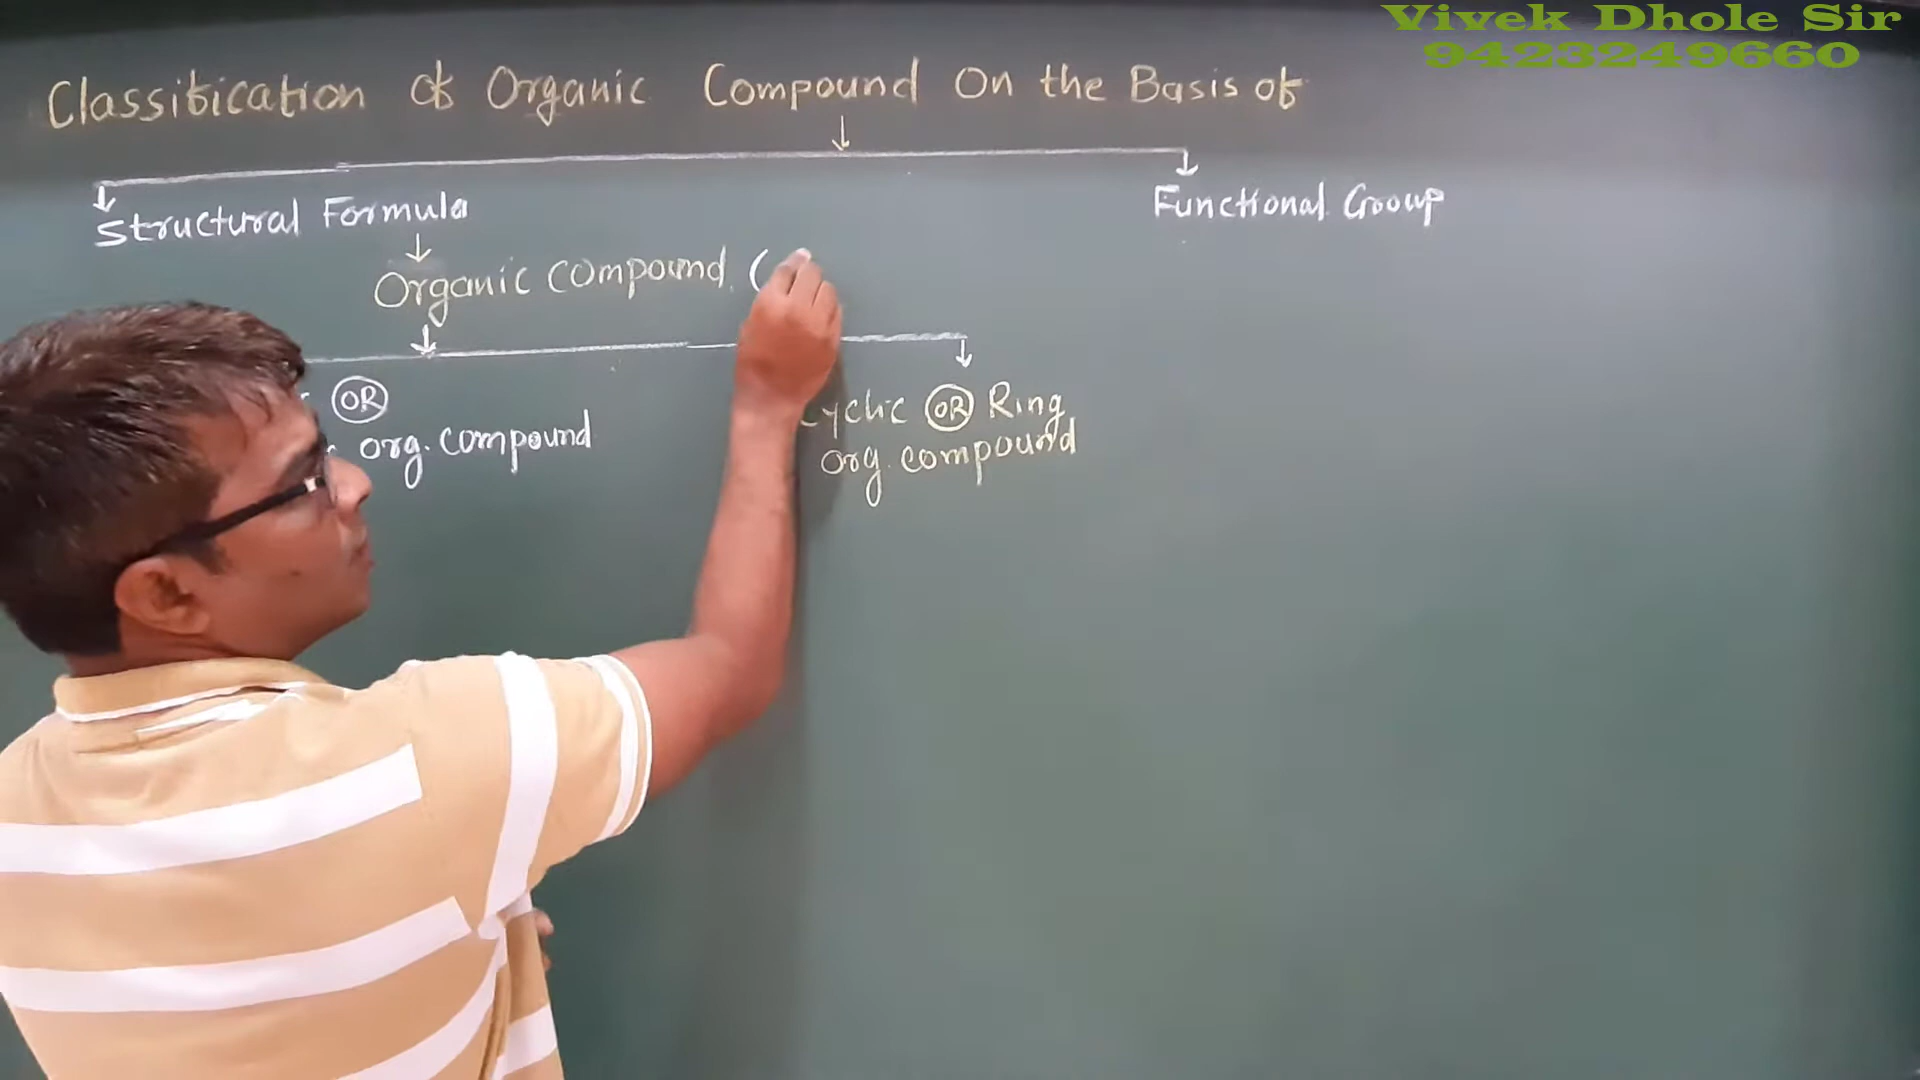 Vivek Dhole Sir
9423249660
Classification of Organic Compound On the Basis of
Structural Formula
Functional Group
Organic compound (
OR
org. compound
Cyclic OR Ring
org. compound